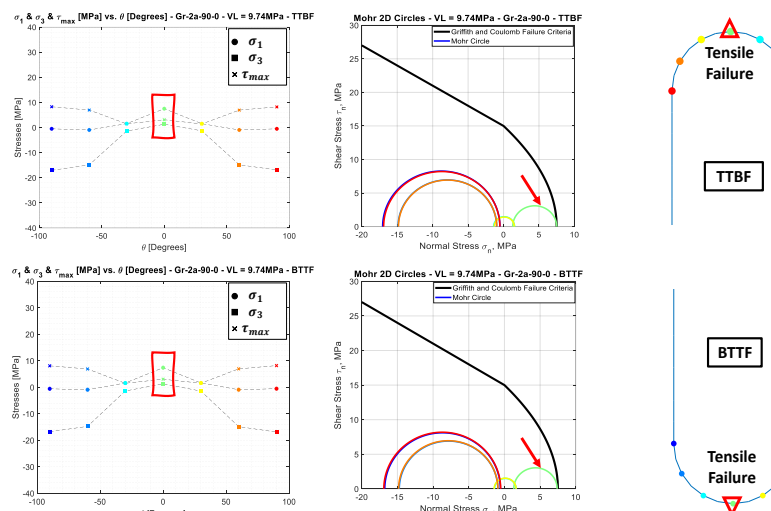 σ1 & σ3 & τmax [MPa] vs. θ [Degrees] - Gr-2a-90-0 - VL = 9.74MPa - TTBF
40
30
20
10
0
-10
-20
-30
-40
Stresses [MPa]
-100
-50
0
50
100
θ [Degrees]
σ1
σ3
τmax
Mohr 2D Circles - VL = 9.74MPa - Gr-2a-90-0 - TTBF
Griffith and Coulomb Failure Criteria
Mohr Circle
30
25
20
15
10
5
0
Shear Stress τn, MPa
-20
-15
-10
-5
0
5
10
Normal Stress σn, MPa
Tensile
Failure
TTBF
σ1 & σ3 & τmax [MPa] vs. θ [Degrees] - Gr-2a-90-0 - VL = 9.74MPa - BTTF
40
30
20
10
0
-10
-20
-30
-40
Stresses [MPa]
-100
-50
0
50
100
σ1
σ3
τmax
Mohr 2D Circles - VL = 9.74MPa - Gr-2a-90-0 - BTTF
Griffith and Coulomb Failure Criteria
Mohr Circle
30
25
20
15
10
5
0
Shear Stress τn, MPa
-20
-15
-10
-5
0
5
10
Normal Stress σn, MPa
BTTF
Tensile
Failure